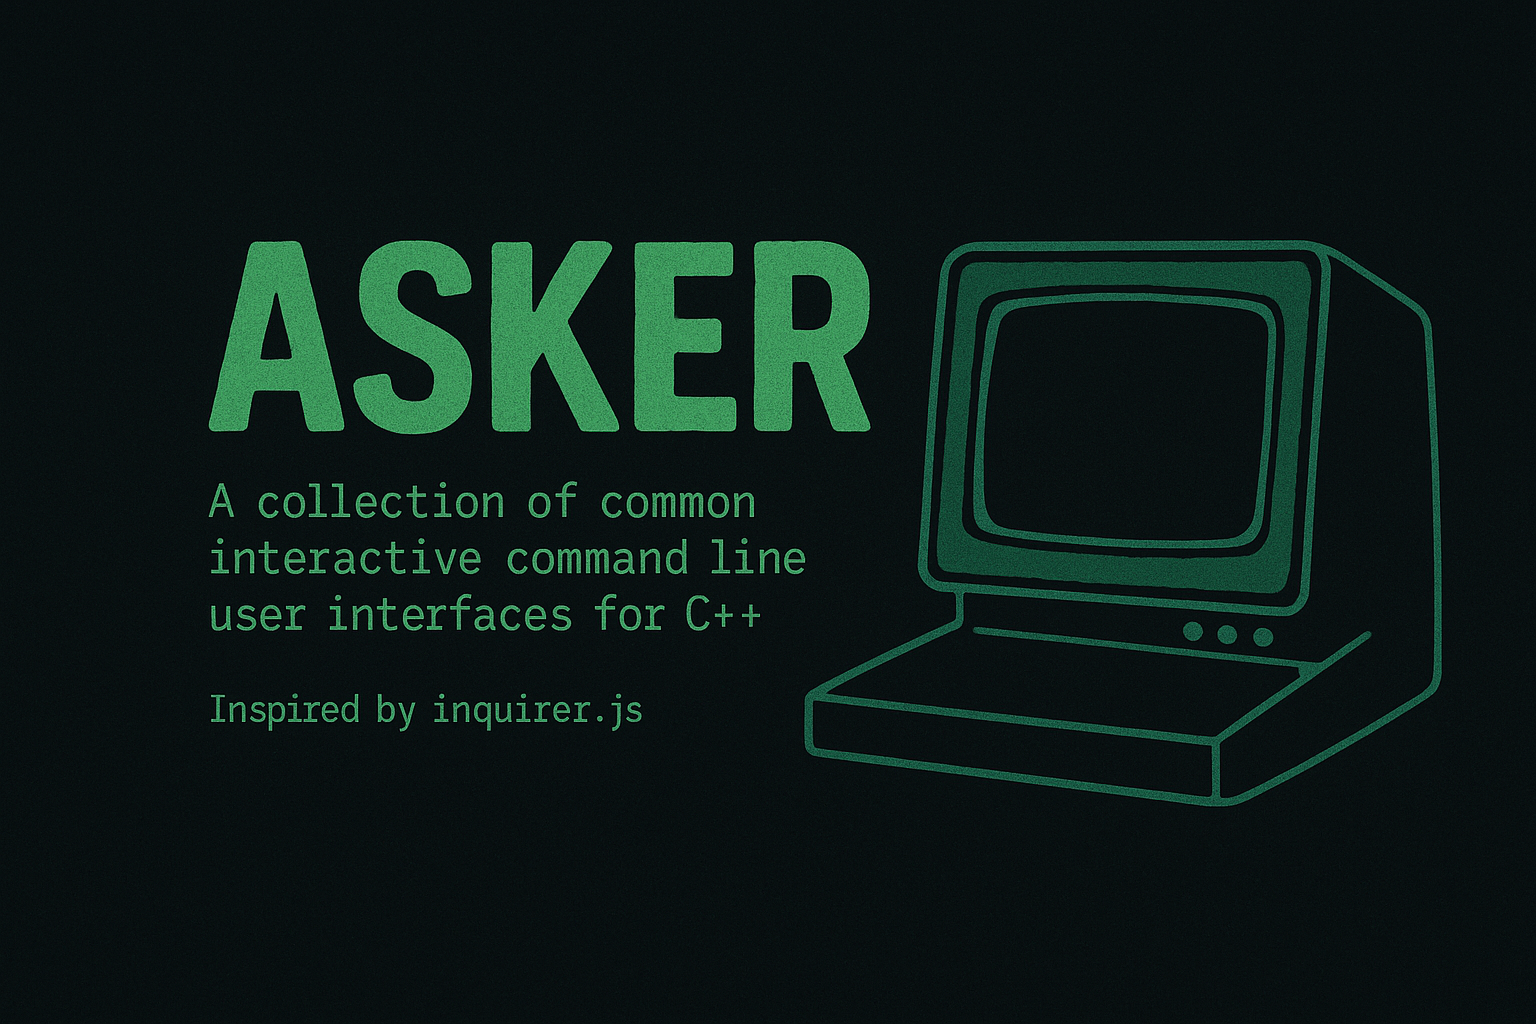 ASKER
A collection of common
interactive command line
user interfaces for C++
Inspired by inquirer.js